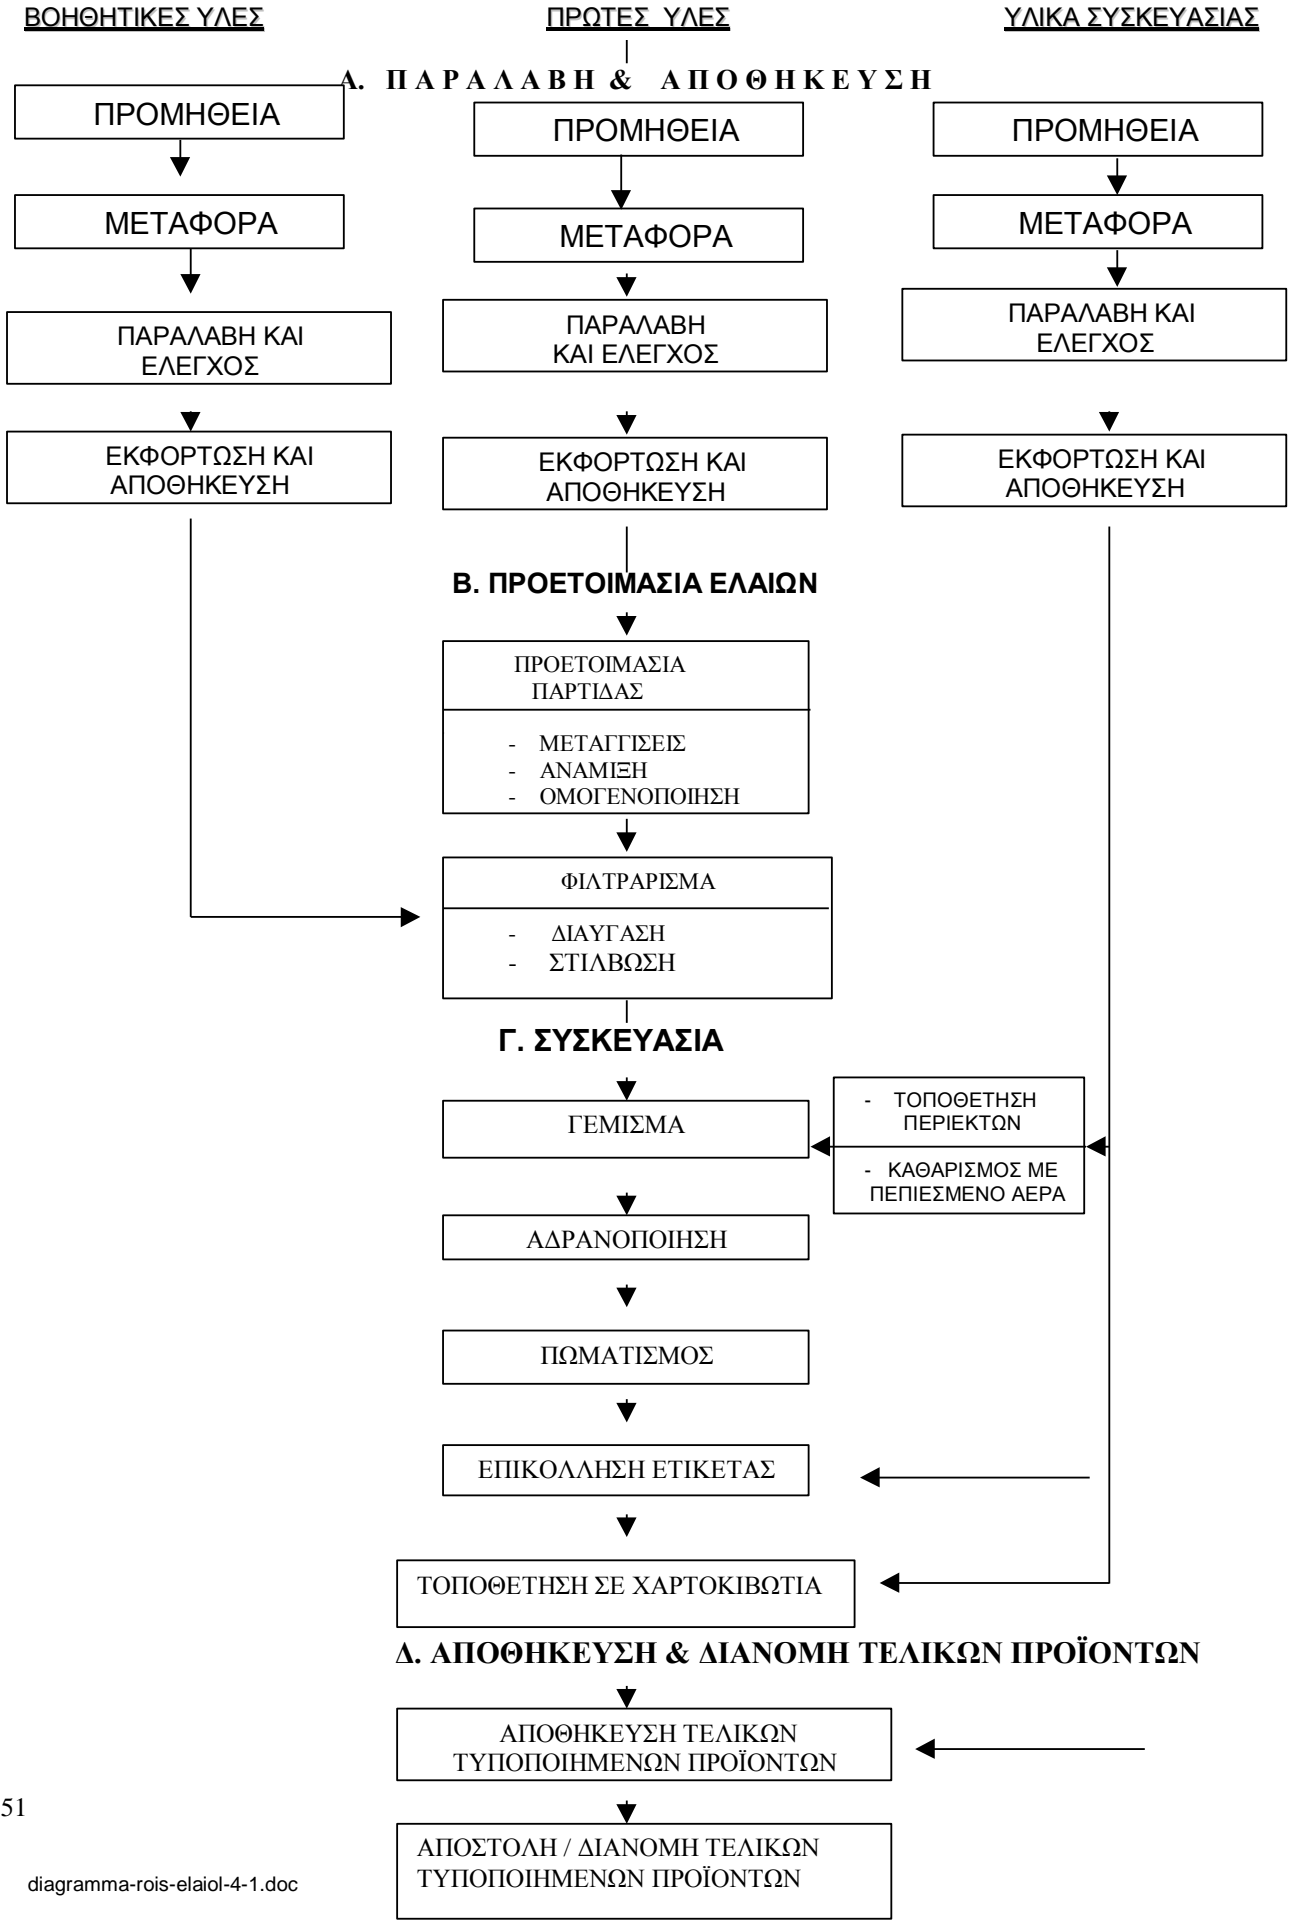 ΒΟΗΘΗΤΙΚΕΣ ΥΛΕΣ
ΠΡΩΤΕΣ ΥΛΕΣ
ΥΛΙΚΑ ΣΥΣΚΕΥΑΣΙΑΣ
Α. Π Α Ρ Α Λ Α Β Η & Α Π Ο Θ Η Κ Ε Υ Σ Η
ΠΡΟΜΗΘΕΙΑ
ΠΡΟΜΗΘΕΙΑ
ΠΡΟΜΗΘΕΙΑ
ΜΕΤΑΦΟΡΑ
ΜΕΤΑΦΟΡΑ
ΜΕΤΑΦΟΡΑ
ΠΑΡΑΛΑΒΗ ΚΑΙ
ΕΛΕΓΧΟΣ
ΠΑΡΑΛΑΒΗ
ΚΑΙ ΕΛΕΓΧΟΣ
ΠΑΡΑΛΑΒΗ ΚΑΙ
ΕΛΕΓΧΟΣ
ΕΚΦΟΡΤΩΣΗ ΚΑΙ
ΑΠΟΘΗΚΕΥΣΗ
ΕΚΦΟΡΤΩΣΗ ΚΑΙ
ΑΠΟΘΗΚΕΥΣΗ
ΕΚΦΟΡΤΩΣΗ ΚΑΙ
ΑΠΟΘΗΚΕΥΣΗ
Β. ΠΡΟΕΤΟΙΜΑΣΙΑ ΕΛΑΙΩΝ
ΠΡΟΕΤΟΙΜΑΣΙΑ
ΠΑΡΤΙΔΑΣ
- ΜΕΤΑΓΓΙΣΕΙΣ
- ΑΝΑΜΙΞΗ
- ΟΜΟΓΕΝΟΠΟΙΗΣΗ
ΦΙΛΤΡΑΡΙΣΜΑ
- ΔΙΑΥΓΑΣΗ
- ΣΤΙΛΒΩΣΗ
Γ. ΣΥΣΚΕΥΑΣΙΑ
ΓΕΜΙΣΜΑ
- ΤΟΠΟΘΕΤΗΣΗ
ΠΕΡΙΕΚΤΩΝ
- ΚΑΘΑΡΙΣΜΟΣ ΜΕ
ΠΕΠΙΕΣΜΕΝΟ ΑΕΡΑ
ΑΔΡΑΝΟΠΟΙΗΣΗ
ΠΩΜΑΤΙΣΜΟΣ
ΕΠΙΚΟΛΛΗΣΗ ΕΤΙΚΕΤΑΣ
ΤΟΠΟΘΕΤΗΣΗ ΣΕ ΧΑΡΤΟΚΙΒΩΤΙΑ
Δ. ΑΠΟΘΗΚΕΥΣΗ & ΔΙΑΝΟΜΗ ΤΕΛΙΚΩΝ ΠΡΟΪΟΝΤΩΝ
ΑΠΟΘΗΚΕΥΣΗ ΤΕΛΙΚΩΝ
ΤΥΠΟΠΟΙΗΜΕΝΩΝ ΠΡΟΪΟΝΤΩΝ
51
ΑΠΟΣΤΟΛΗ / ΔΙΑΝΟΜΗ ΤΕΛΙΚΩΝ
ΤΥΠΟΠΟΙΗΜΕΝΩΝ ΠΡΟΪΟΝΤΩΝ
diagramma-rois-elaiol-4-1.doc